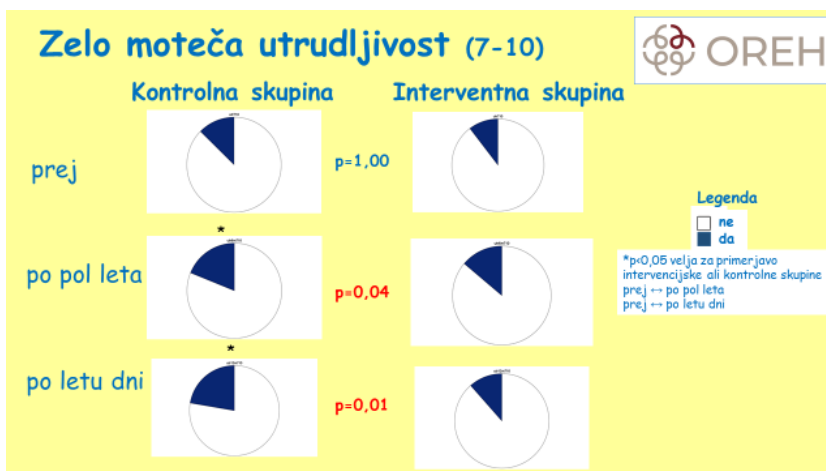 Zelo moteča utrudljivost (7-10)
OREH
Kontrolna skupina
Interventna skupina
prej
p=1,00
Legenda
ne
da
*
po pol leta
p=0,04
*p<0,05 velja za primerjavo
intervencijske ali kontrolne skupine
prej ↔ po pol leta
prej ↔ po letu dni
*
po letu dni
p=0,01